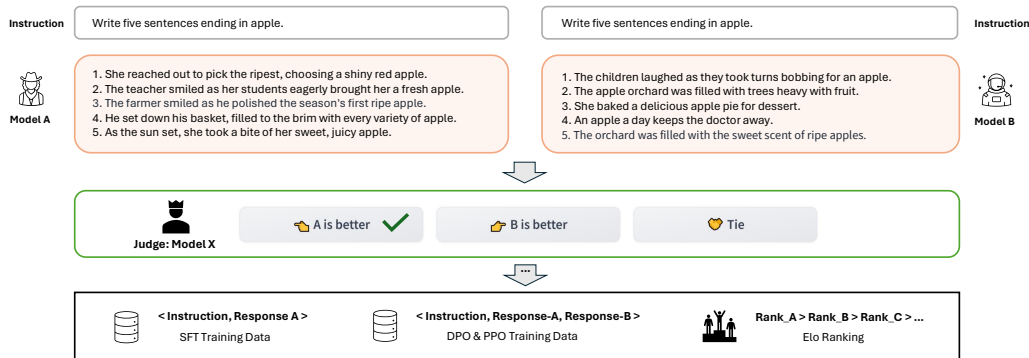 Instruction
Write five sentences ending in apple.
Write five sentences ending in apple.
Instruction
Model A
1. She reached out to pick the ripest, choosing a shiny red apple.
2. The teacher smiled as her students eagerly brought her a fresh apple.
3. The farmer smiled as he polished the season's first ripe apple.
4. He set down his basket, filled to the brim with every variety of apple.
5. As the sun set, she took a bite of her sweet, juicy apple.
1. The children laughed as they took turns bobbing for an apple.
2. The apple orchard was filled with trees heavy with fruit.
3. She baked a delicious apple pie for dessert.
4. An apple a day keeps the doctor away.
5. The orchard was filled with the sweet scent of ripe apples.
Model B
Judge: Model X
A is better
B is better
Tie
...
< Instruction, Response A >
SFT Training Data
< Instruction, Response-A, Response-B >
DPO & PPO Training Data
Rank_A > Rank_B > Rank_C > ...
Elo Ranking